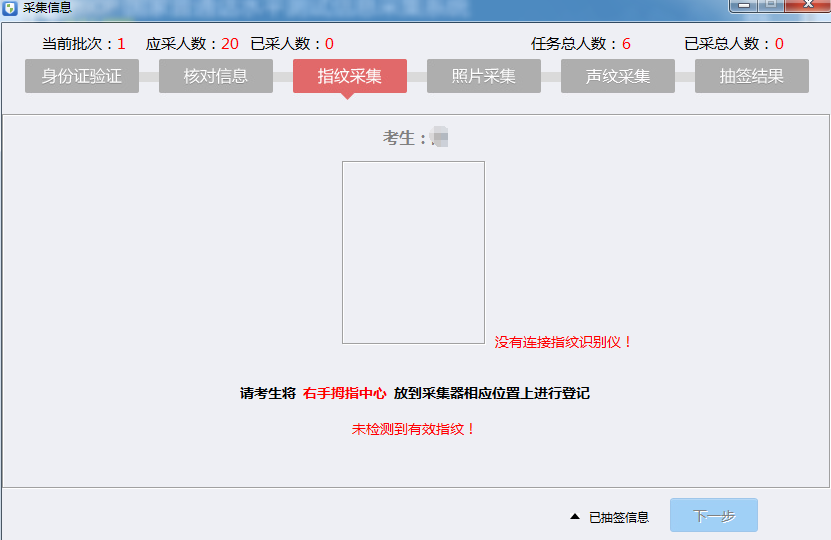 采集信息
当前批次：1 应采人数：20 已采人数：0 任务总人数：6 已采总人数：0
身份证验证 核对信息 指纹采集 照片采集 声纹采集 抽签结果
考生：
没有连接指纹识别仪！
请考生将 右手拇指中心 放到采集器相应位置上进行登记
未检测到有效指纹！
已抽签信息 下一步